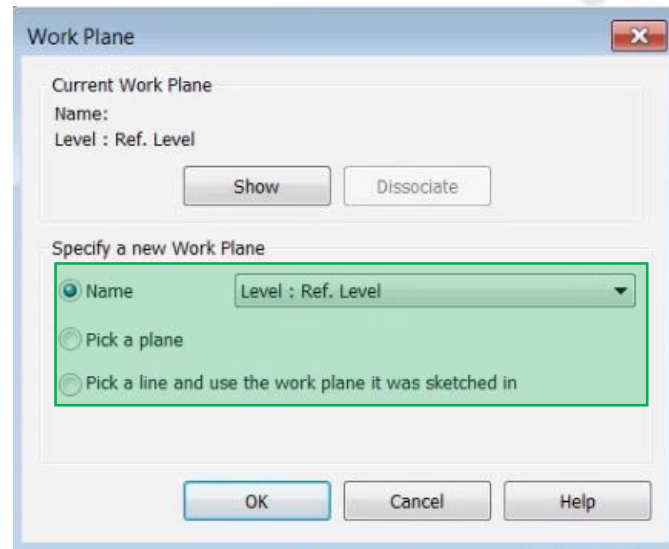 Work Plane
Current Work Plane
Name:
Level : Ref. Level
Show Dissociate
Specify a new Work Plane
Name Level : Ref. Level
Pick a plane
Pick a line and use the work plane it was sketched in
OK Cancel Help